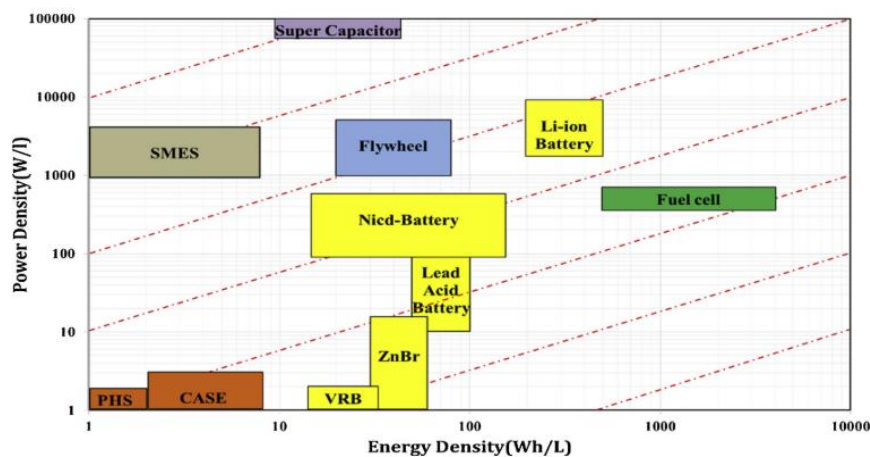 100000
10000
1000
100
10
1
Power Density(W/l)
Super Capacitor
SMES
Flywheel
Li-ion
Battery
Fuel cell
Nicd-Battery
Lead
Acid
Battery
ZnBr
PHS
CASE
VRB
1
10
100
1000
10000
Energy Density(Wh/L)